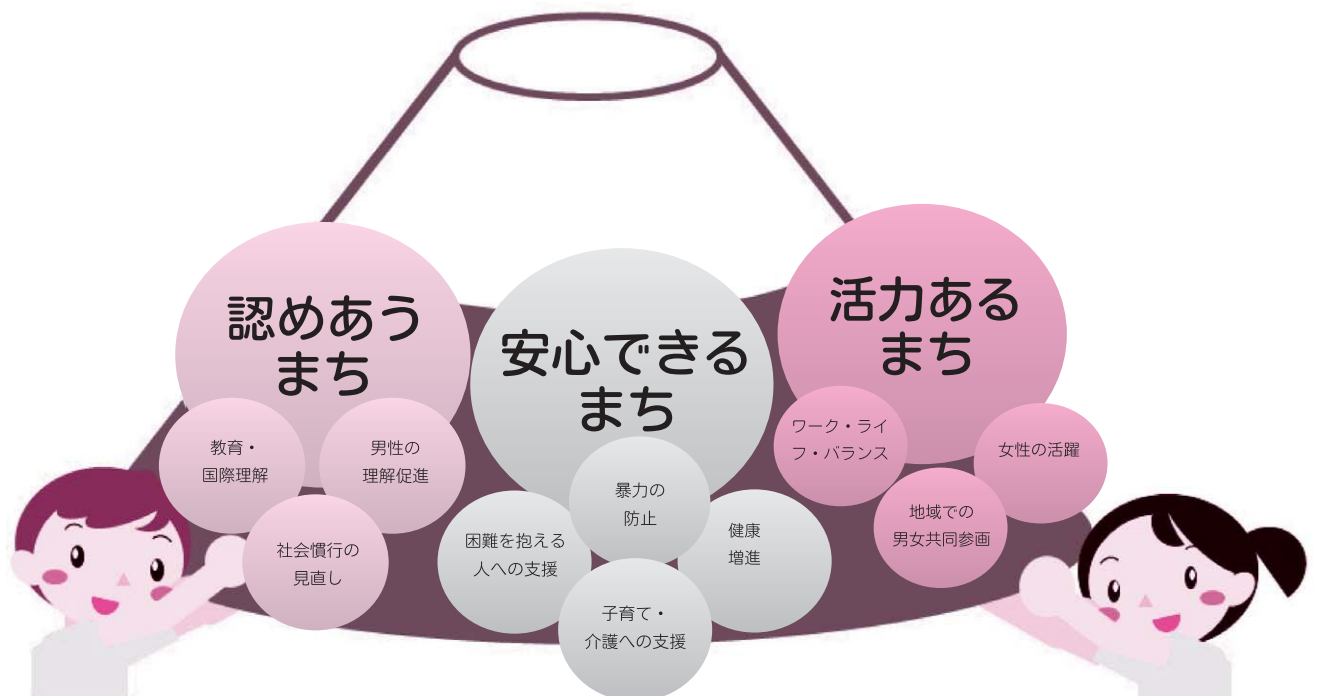 認めあう
まち
教育・
国際理解
男性の
理解促進
社会慣行の
見直し
安心できる
まち
暴力の
防止
困難を抱える
人への支援
健康
増進
子育て・
介護への支援
活力ある
まち
ワーク・ライ
フ・バランス
女性の活躍
地域での
男女共同参画